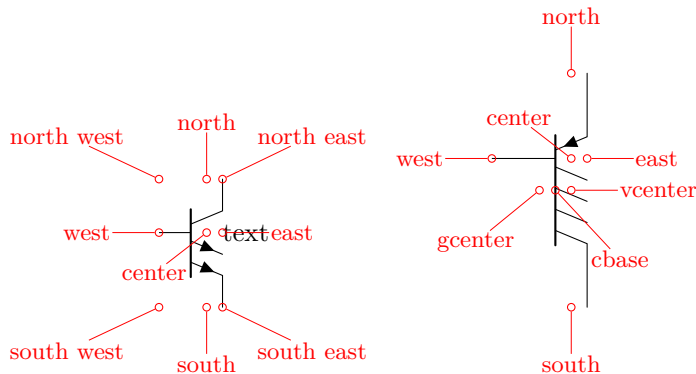 north
north west
north
north east
center
west
east
west
text
east
vcenter
center
gcenter
cbase
south west
south
south east
south